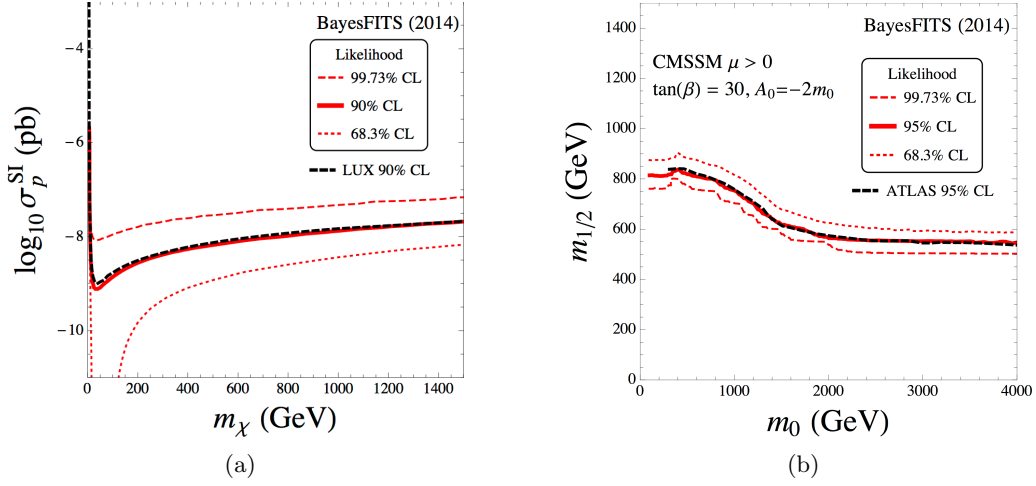 BayesFITS (2014)
Likelihood
99.73% CL
90% CL
68.3% CL
LUX 90% CL
log₁₀ σₚˢᴵ (pb)
−4
−6
−8
−10
0 200 400 600 800 1000 1200 1400
mχ (GeV)
(a)
BayesFITS (2014)
CMSSM μ > 0
tan(β) = 30, A₀=−2m₀
Likelihood
99.73% CL
95% CL
68.3% CL
ATLAS 95% CL
m₁/₂ (GeV)
1400
1200
1000
800
600
400
200
0
0 1000 2000 3000 4000
m₀ (GeV)
(b)